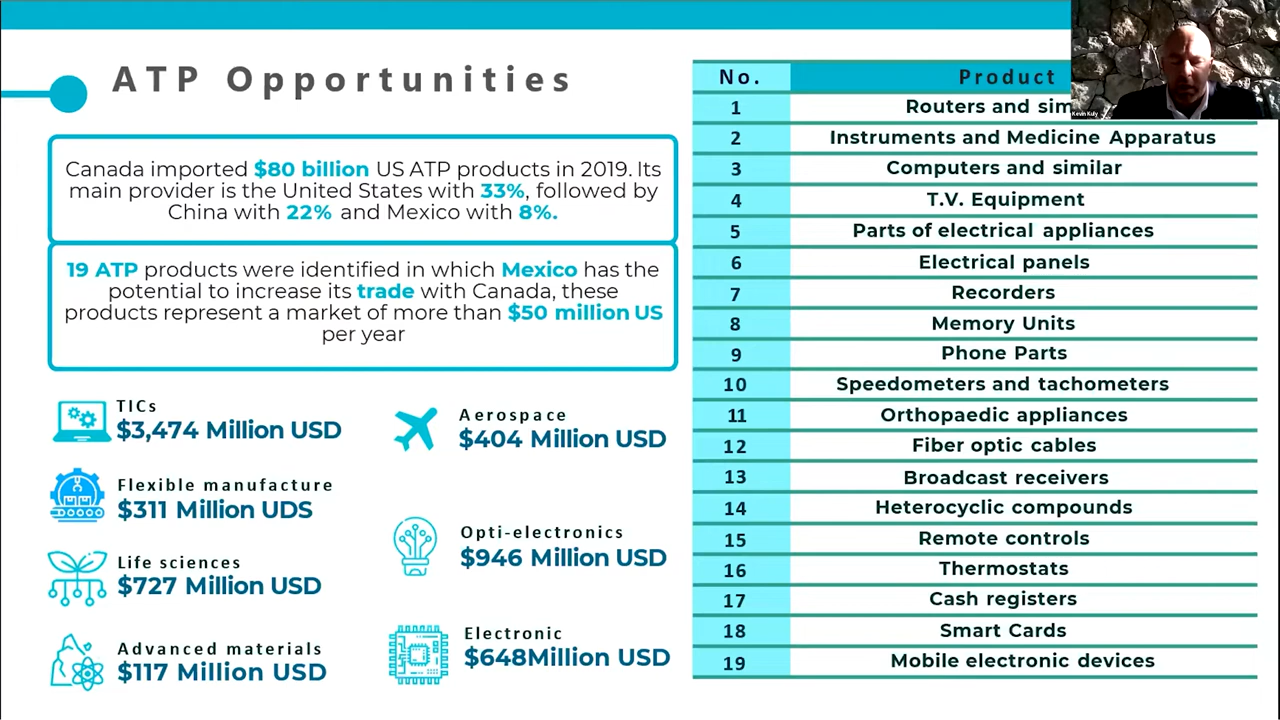 ATP Opportunities
Canada imported $80 billion US ATP products in 2019. Its
main provider is the United States with 33%, followed by
China with 22% and Mexico with 8%.
19 ATP products were identified in which Mexico has the
potential to increase its trade with Canada, these
products represent a market of more than $50 million US
per year
TICs
$3,474 Million USD
Flexible manufacture
$311 Million UDS
Life sciences
$727 Million USD
Advanced materials
$117 Million USD
Aerospace
$404 Million USD
Opti-electronics
$946 Million USD
Electronic
$648Million USD
No. Product
1 Routers and sim
2 Instruments and Medicine Apparatus
3 Computers and similar
4 T.V. Equipment
5 Parts of electrical appliances
6 Electrical panels
7 Recorders
8 Memory Units
9 Phone Parts
10 Speedometers and tachometers
11 Orthopaedic appliances
12 Fiber optic cables
13 Broadcast receivers
14 Heterocyclic compounds
15 Remote controls
16 Thermostats
17 Cash registers
18 Smart Cards
19 Mobile electronic devices
Kevin Kuly